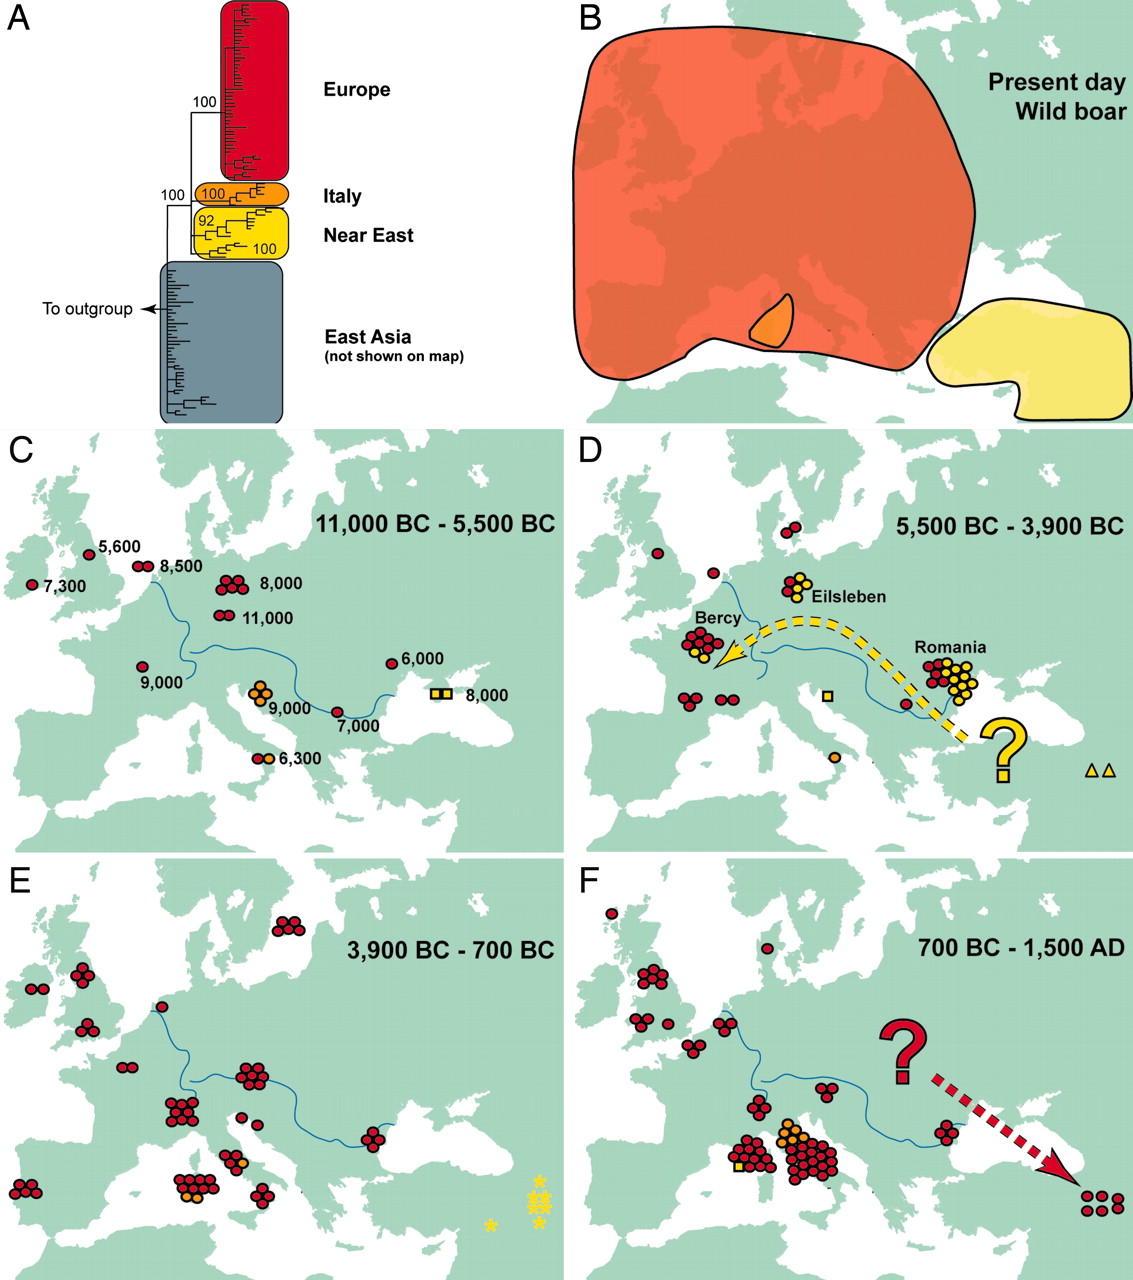 A
100
Europe
100
100
Italy
92
Near East
100
To outgroup
East Asia
(not shown on map)
B
Present day
Wild boar
C
11,000 BC - 5,500 BC
5,600
8,500
7,300
8,000
11,000
6,000
9,000
8,000
9,000
7,000
6,300
D
5,500 BC - 3,900 BC
Eilsleben
Bercy
Romania
?
E
3,900 BC - 700 BC
F
700 BC - 1,500 AD
?